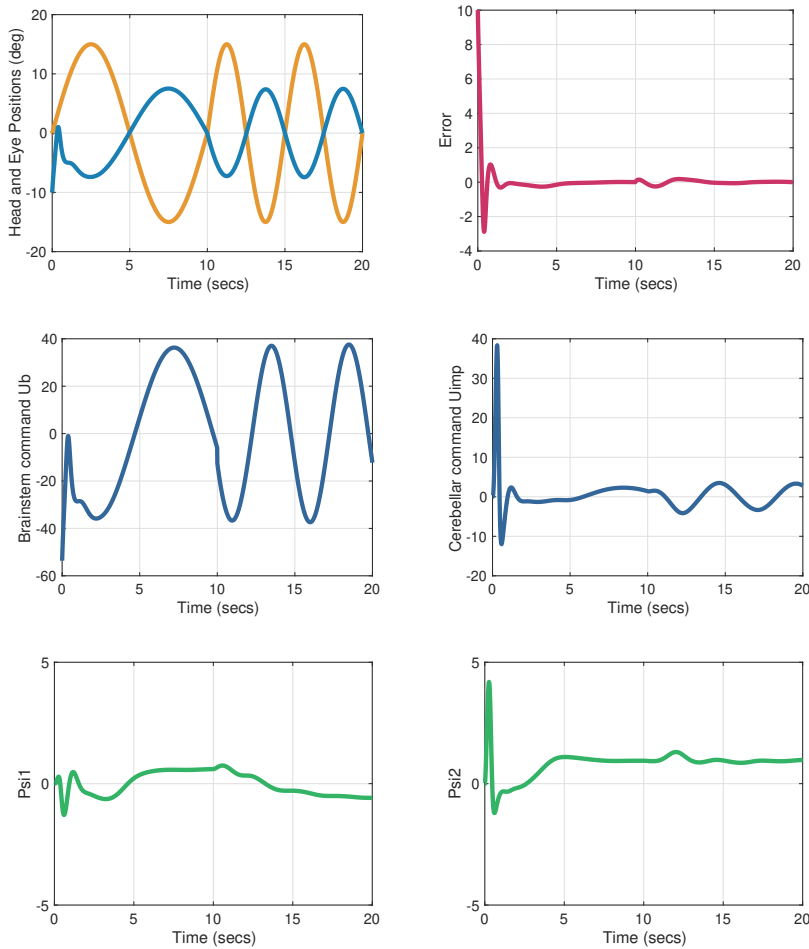 20
10
0
-10
-20
Head and Eye Positions (deg)
0 5 10 15 20
Time (secs)
10
8
6
4
2
0
-2
-4
Error
0 5 10 15 20
Time (secs)
40
20
0
-20
-40
-60
Brainstem command Ub
0 5 10 15 20
Time (secs)
40
30
20
10
0
-10
-20
Cerebellar command Uimp
0 5 10 15 20
Time (secs)
5
0
-5
Psi1
0 5 10 15 20
Time (secs)
5
0
-5
Psi2
0 5 10 15 20
Time (secs)